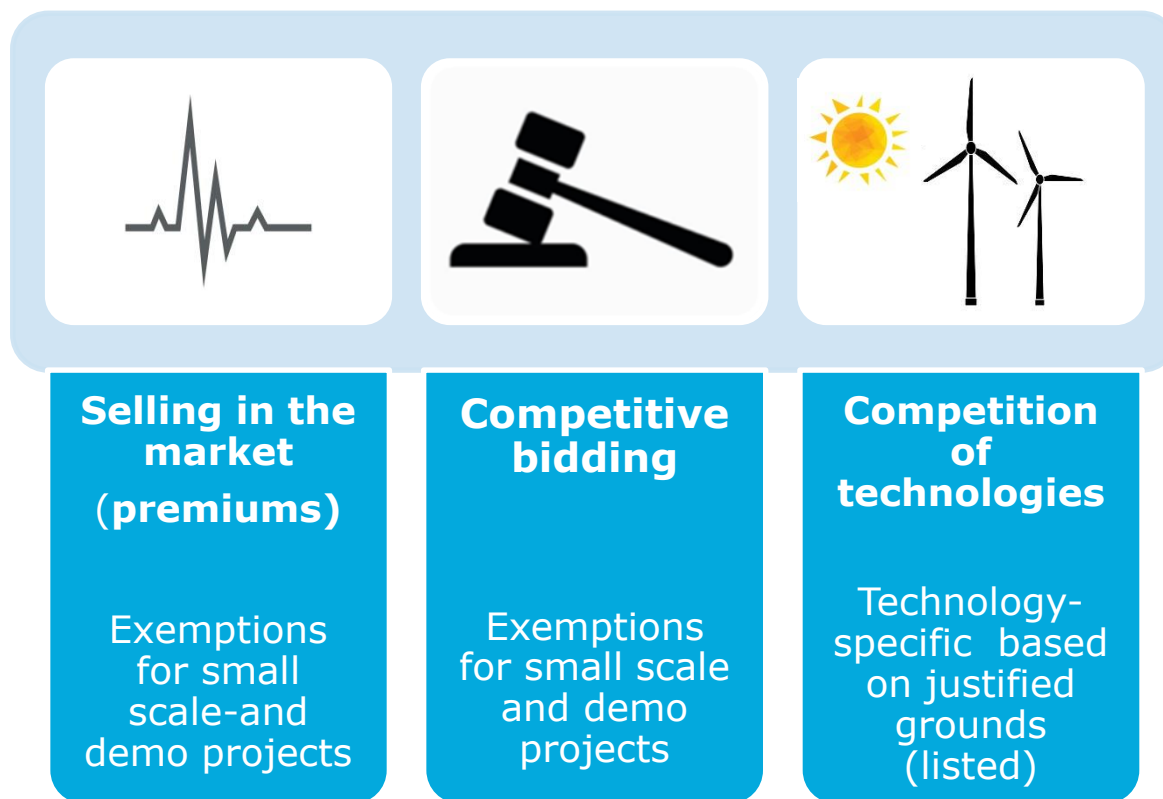 Selling in the
market
(premiums)
Exemptions
for small
scale-and
demo projects
Competitive
bidding
Exemptions
for small scale
and demo
projects
Competition
of
technologies
Technology-
specific based
on justified
grounds
(listed)